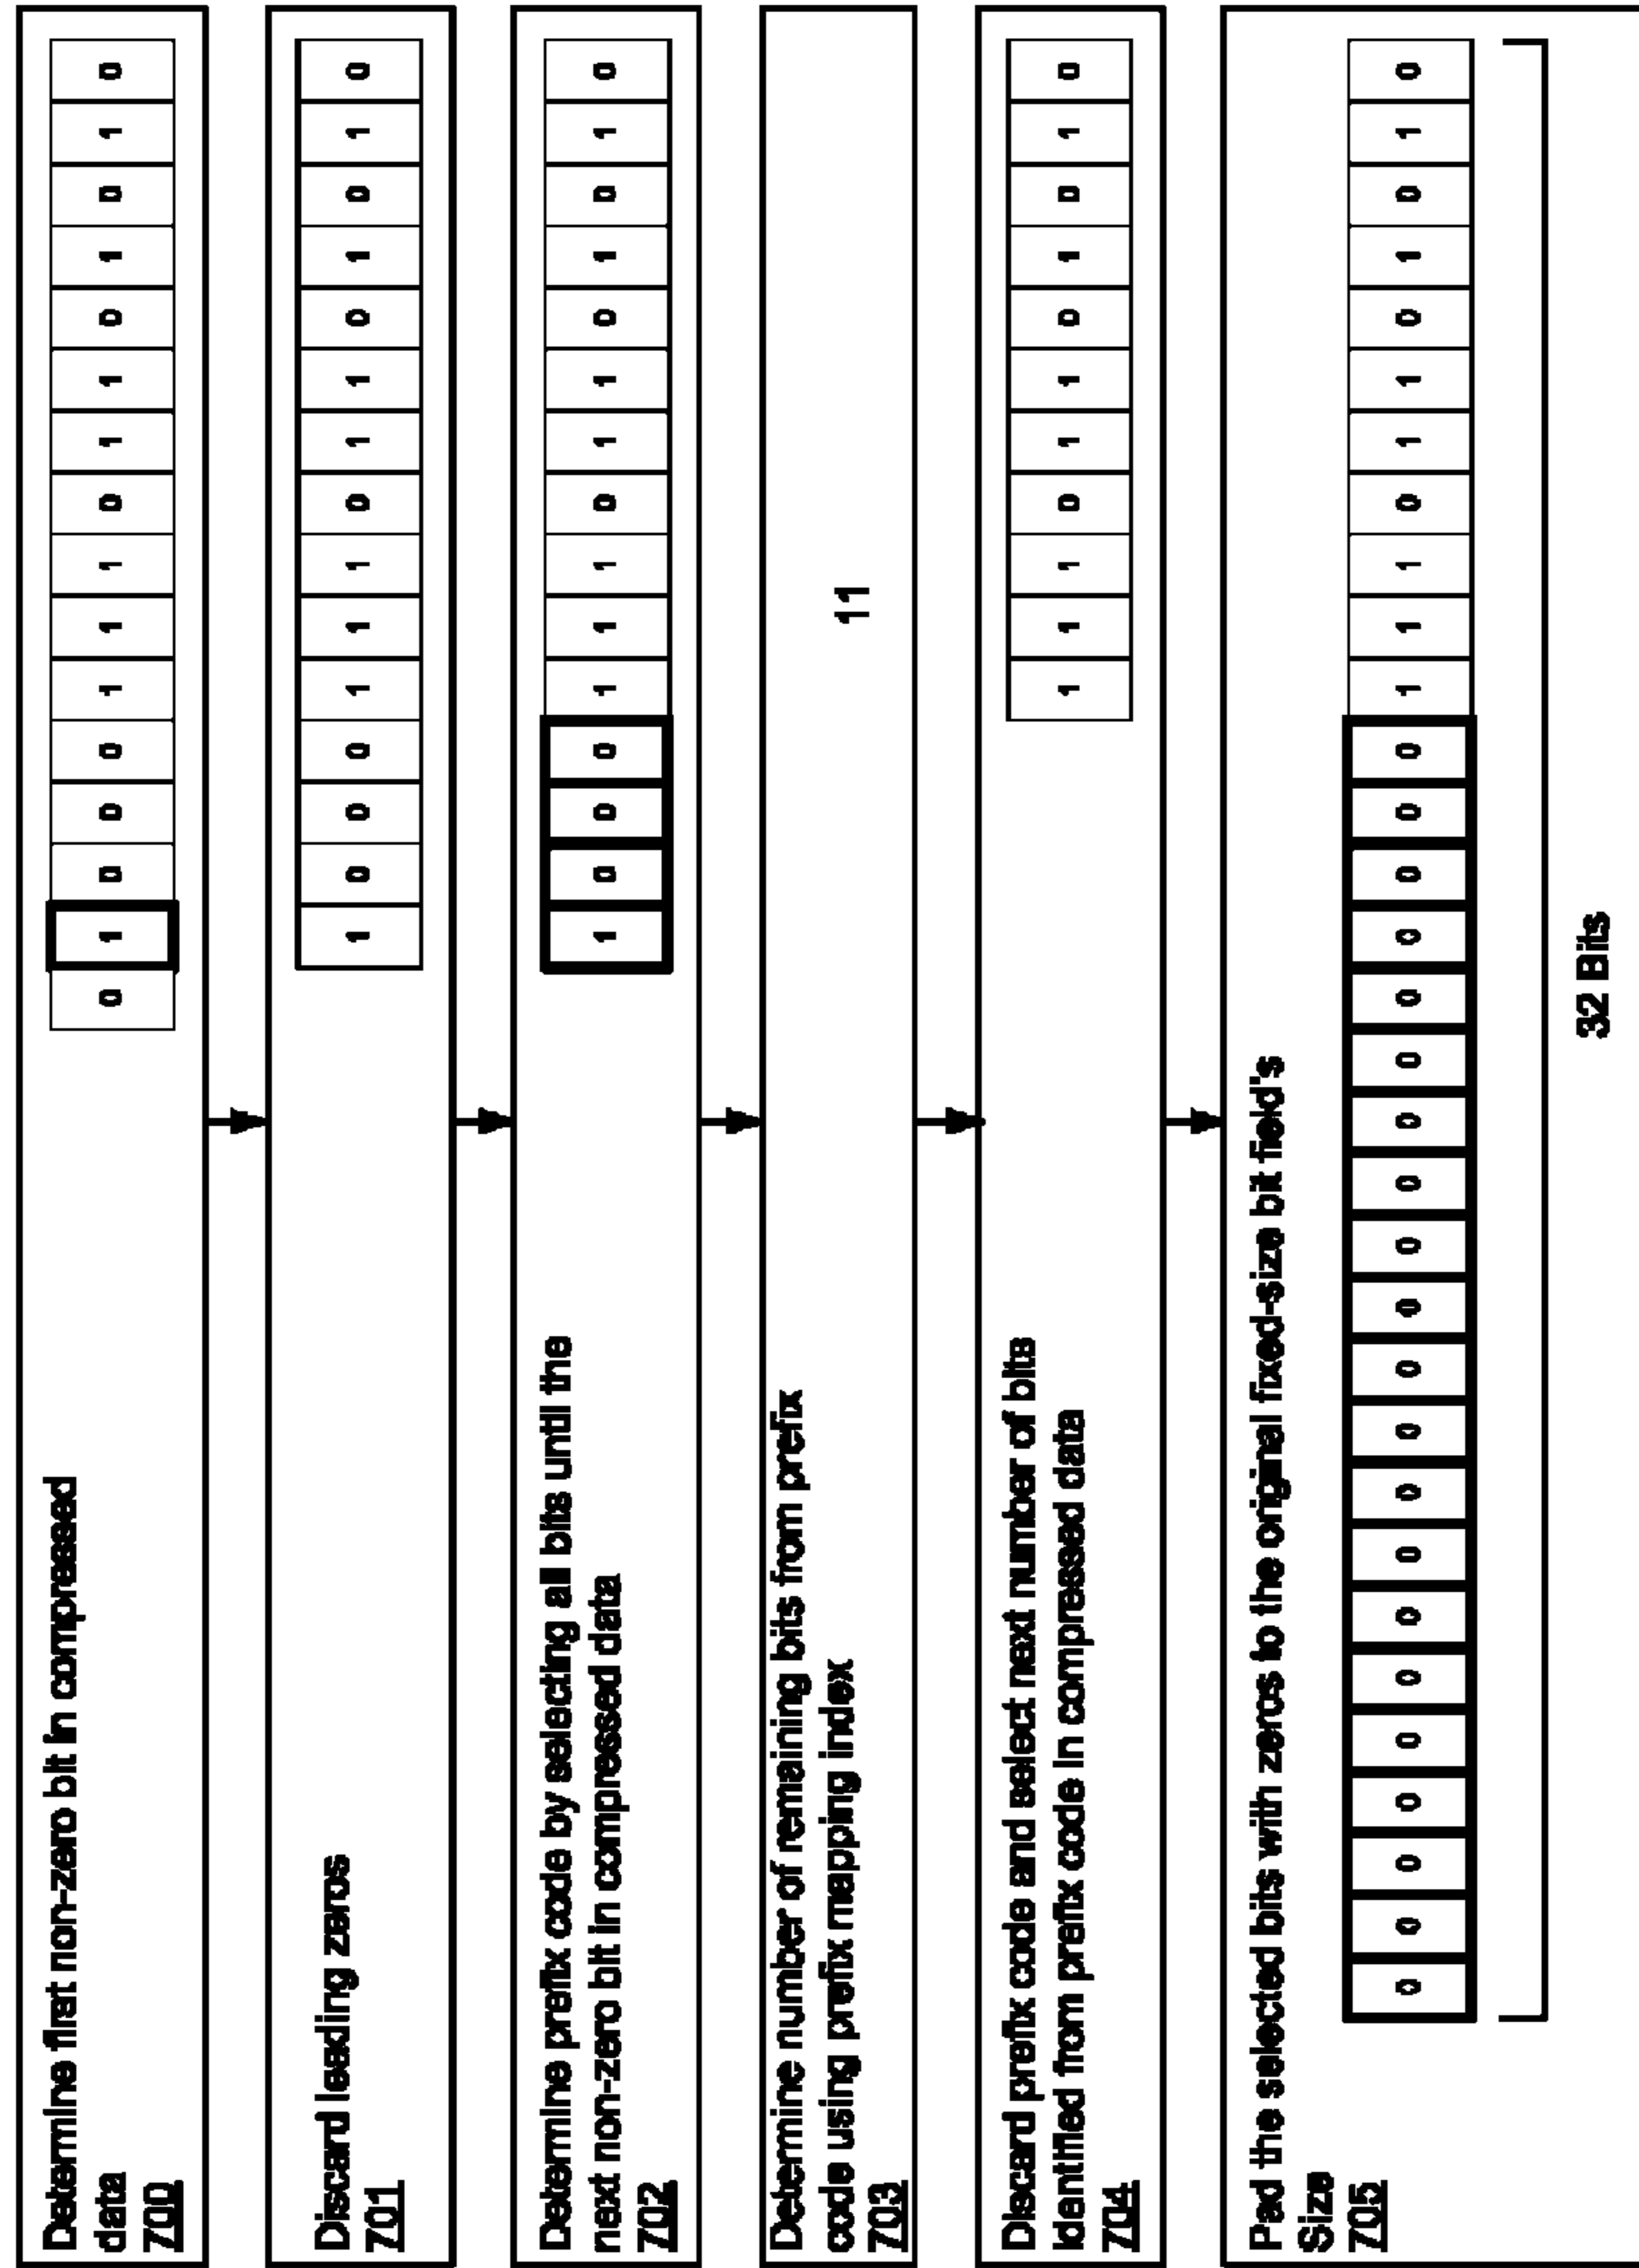 Determine first non-zero bit in compressed
data
0 1 0 0 0 1 1 1 0 1 1 0 1 0 1 0
700
Discard leading zeros
1 0 0 0 1 1 1 0 1 1 0 1 0 1 0
701
Determine prefix code by selecting all bits until the
next non-zero bit in compressed data
1 0 0 0 1 1 1 0 1 1 0 1 0 1 0
702
Determine number of remaining bits from prefix
code using prefix mapping index
11
703
Discard prefix code and select next number of bits
identified from prefix code in compressed data
1 1 1 0 1 1 0 1 0 1 0
704
Pad the selected bits with zeros to the original fixed-size bit field's
Size
705
0 0 0 0 0 0 0 0 0 0 0 0 0 0 0 0 0 0 0 0 0 1 1 1 0 1 1 0 1 0 1 0
32 Bits